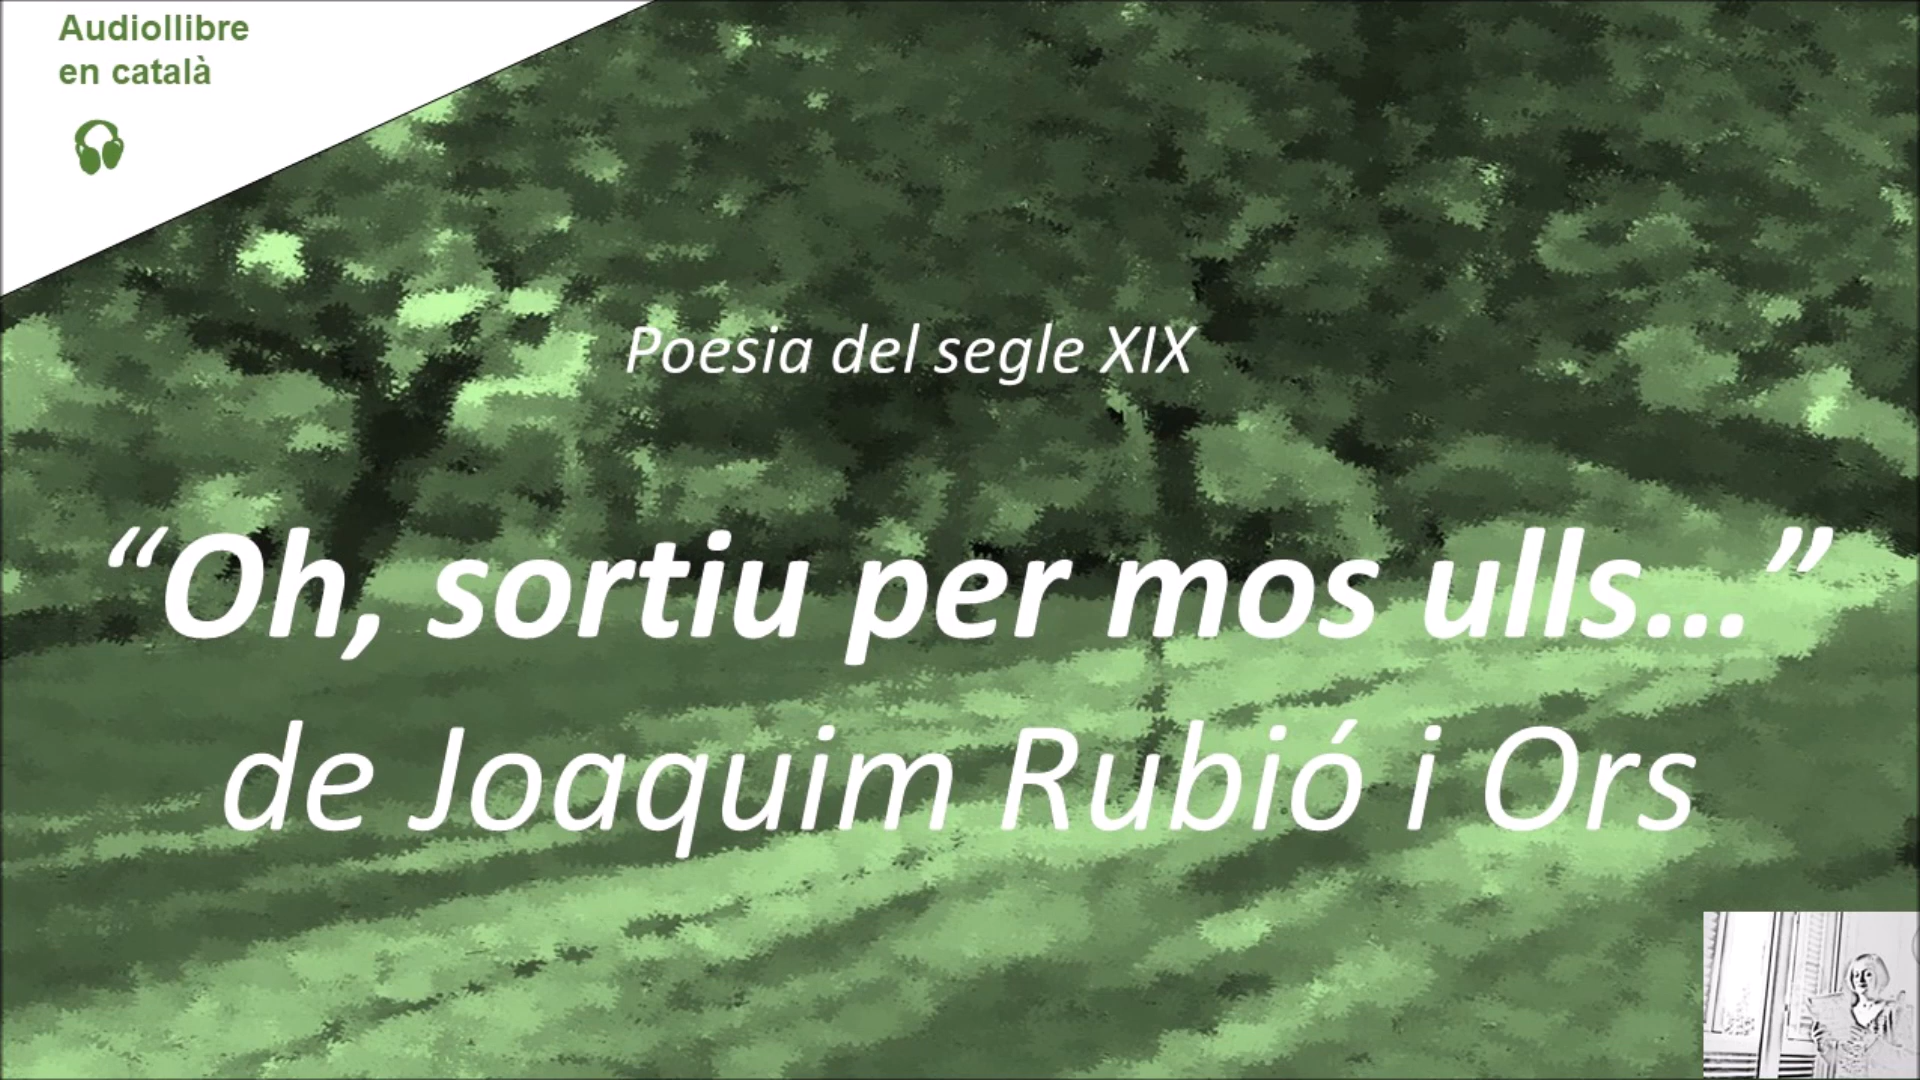 Audiollibre
en català
Poesia del segle XIX
“Oh, sortiu per mos ulls...”
de Joaquim Rubió i Ors